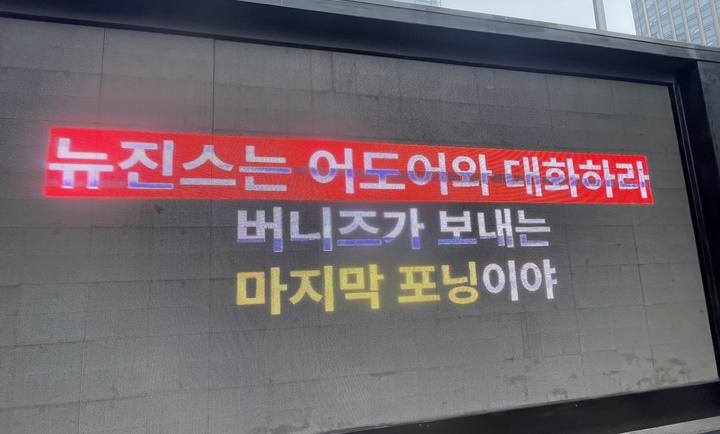 뉴진스는 어도어와 대화하라
버니즈가 보내는
마지막 포닝이야